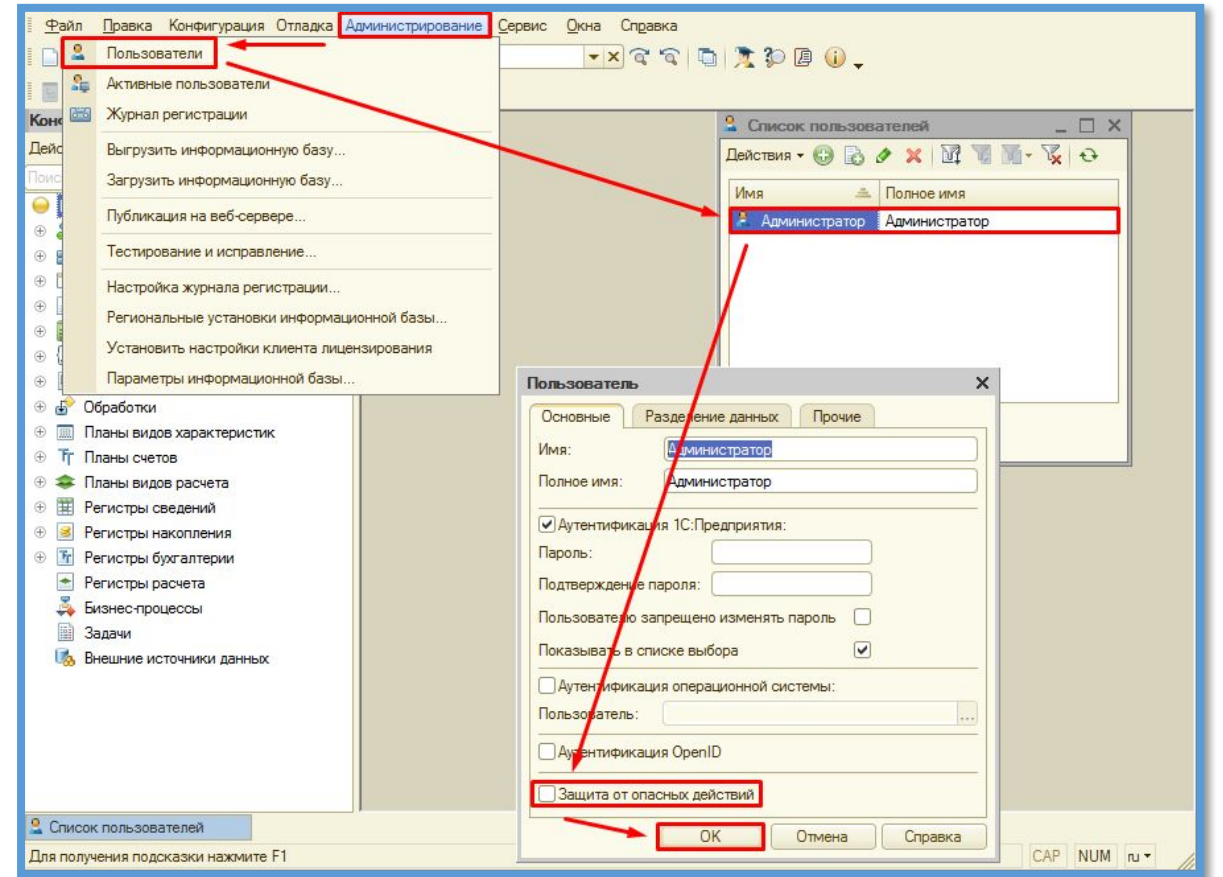 Файл Правка Конфигурация Отладка Администрирование Сервис Окна Справка
Пользователи
Активные пользователи
Журнал регистрации
Выгрузить информационную базу...
Загрузить информационную базу...
Публикация на веб-сервере...
Тестирование и исправление...
Настройка журнала регистрации...
Региональные установки информационной базы...
Установить настройки клиента лицензирования
Параметры информационной базы...
Обработки
Планы видов характеристик
Планы счетов
Планы видов расчета
Регистры сведений
Регистры накопления
Регистры бухгалтерии
Регистры расчета
Бизнес-процессы
Задачи
Внешние источники данных
Список пользователей
Действия
Имя Полное имя
Администратор Администратор
Пользователь
Основные Разделение данных Прочие
Имя: Администратор
Полное имя: Администратор
Аутентификация 1С:Предприятия:
Пароль:
Подтверждение пароля:
Пользователю запрещено изменять пароль
Показывать в списке выбора
Аутентификация операционной системы:
Пользователь: ...
Аутентификация OpenID
Защита от опасных действий
OK Отмена Справка
Список пользователей
Для получения подсказки нажмите F1
CAP NUM ru